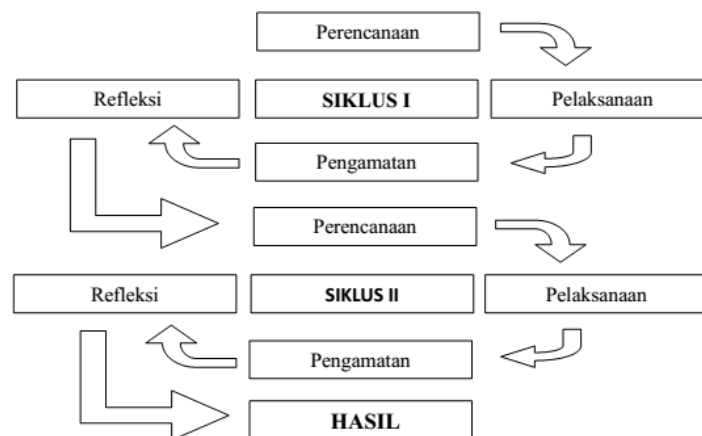 Perencanaan
Refleksi
SIKLUS I
Pelaksanaan
Pengamatan
Perencanaan
Refleksi
SIKLUS II
Pelaksanaan
Pengamatan
HASIL